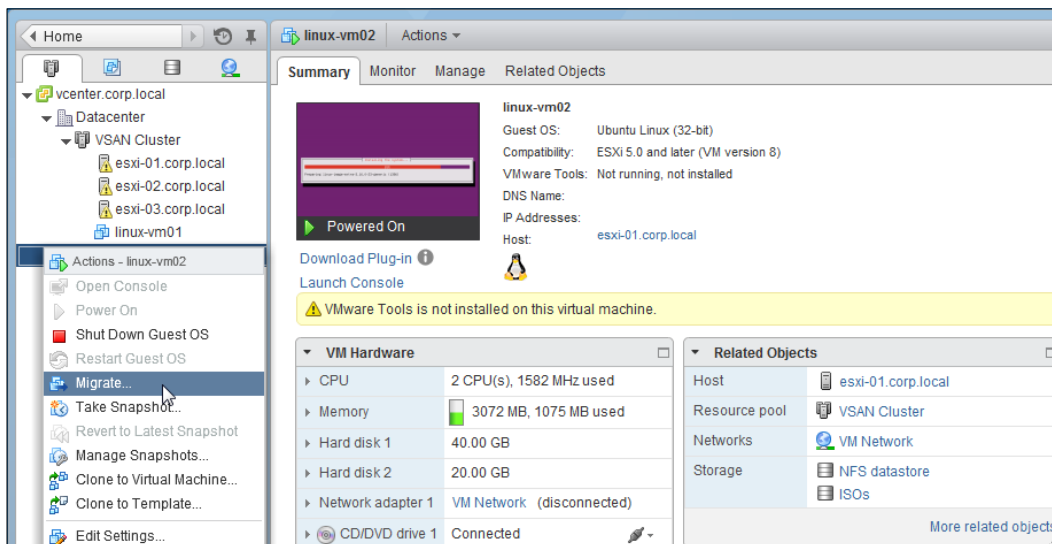 Home
linux-vm02 Actions
Summary Monitor Manage Related Objects
vcenter.corp.local
Datacenter
VSAN Cluster
esxi-01.corp.local
esxi-02.corp.local
esxi-03.corp.local
linux-vm01
Actions - linux-vm02
Open Console
Power On
Shut Down Guest OS
Restart Guest OS
Migrate...
Take Snapshot...
Revert to Latest Snapshot
Manage Snapshots...
Clone to Virtual Machine...
Clone to Template...
Edit Settings...
Powered On
Download Plug-in
Launch Console
linux-vm02
Guest OS: Ubuntu Linux (32-bit)
Compatibility: ESXi 5.0 and later (VM version 8)
VMware Tools: Not running, not installed
DNS Name:
IP Addresses:
Host: esxi-01.corp.local
VMware Tools is not installed on this virtual machine.
VM Hardware
CPU 2 CPU(s), 1582 MHz used
Memory 3072 MB, 1075 MB used
Hard disk 1 40.00 GB
Hard disk 2 20.00 GB
Network adapter 1 VM Network (disconnected)
CD/DVD drive 1 Connected
Related Objects
Host esxi-01.corp.local
Resource pool VSAN Cluster
Networks VM Network
Storage NFS datastore
ISOs
More related objects